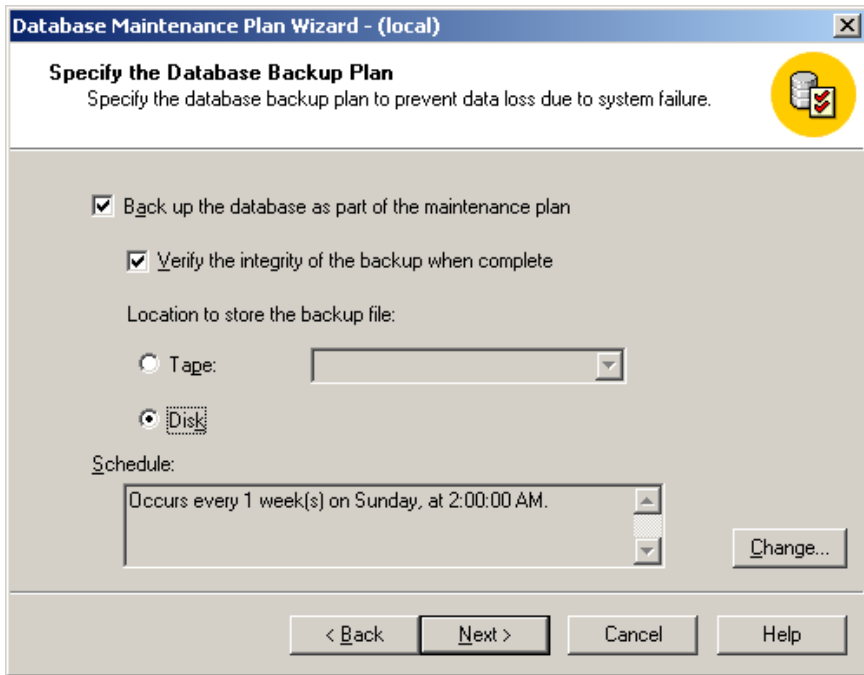 Database Maintenance Plan Wizard - (local)
Specify the Database Backup Plan
Specify the database backup plan to prevent data loss due to system failure.
Back up the database as part of the maintenance plan
Verify the integrity of the backup when complete
Location to store the backup file:
Tape:
Disk
Schedule:
Occurs every 1 week(s) on Sunday, at 2:00:00 AM.
Change...
< Back Next > Cancel Help